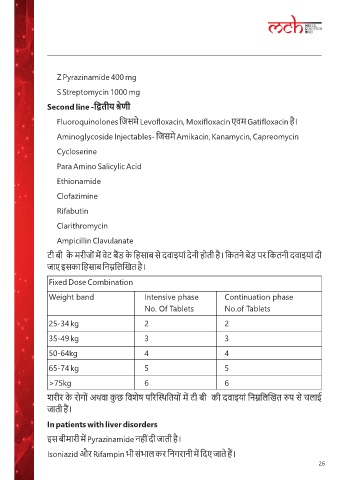 mch
Z Pyrazinamide 400 mg
S Streptomycin 1000 mg
Second line -द्वितीय श्रेणी
Fluoroquinolones जिसमे Levofloxacin, Moxifloxacin एवम Gatifloxacin है।
Aminoglycoside Injectables- जिसमे Amikacin, Kanamycin, Capreomycin
Cycloserine
Para Amino Salicylic Acid
Ethionamide
Clofazimine
Rifabutin
Clarithromycin
Ampicillin Clavulanate
टी बी के मरीजों में वेट बैंड के हिसाब से दवाइयां देनी होती है। कितने बेड पर कितनी दवाइयां दी
जाए इसका हिसाब निम्नलिखित है।
Fixed Dose Combination
Weight band Intensive phase Continuation phase
No. Of Tablets No.of Tablets
25-34 kg 2 2
35-49 kg 3 3
50-64kg 4 4
65-74 kg 5 5
>75kg 6 6
शरीर के रोगों अथवा कुछ विशेष परिस्थितियों में टी बी की दवाइयां निम्नलिखत रुप से चलाई
जाती हैं।
In patients with liver disorders
इस बीमारी में Pyrazinamide नहीं दी जाती है।
Isoniazid और Rifampin भी संभाल कर निगरानी में दिए जाते हैं।
26